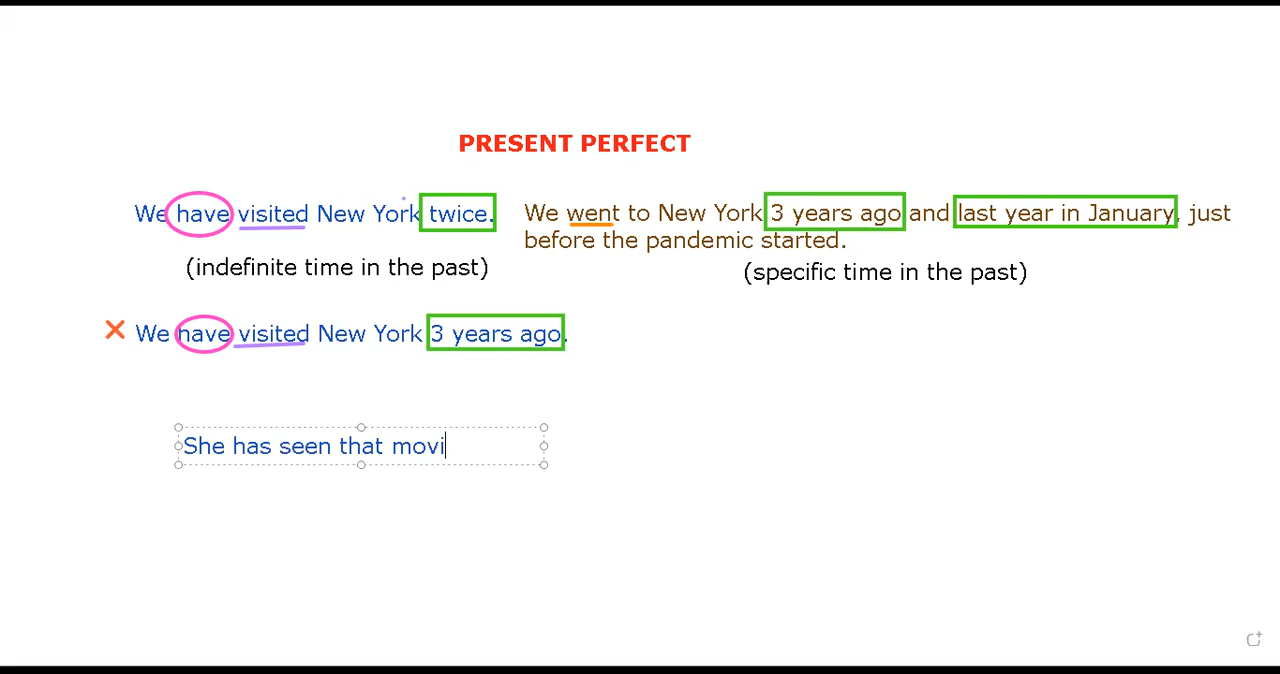 PRESENT PERFECT
We have visited New York twice.
We went to New York 3 years ago and last year in January, just
before the pandemic started.
(indefinite time in the past)
(specific time in the past)
We have visited New York 3 years ago.
She has seen that movi